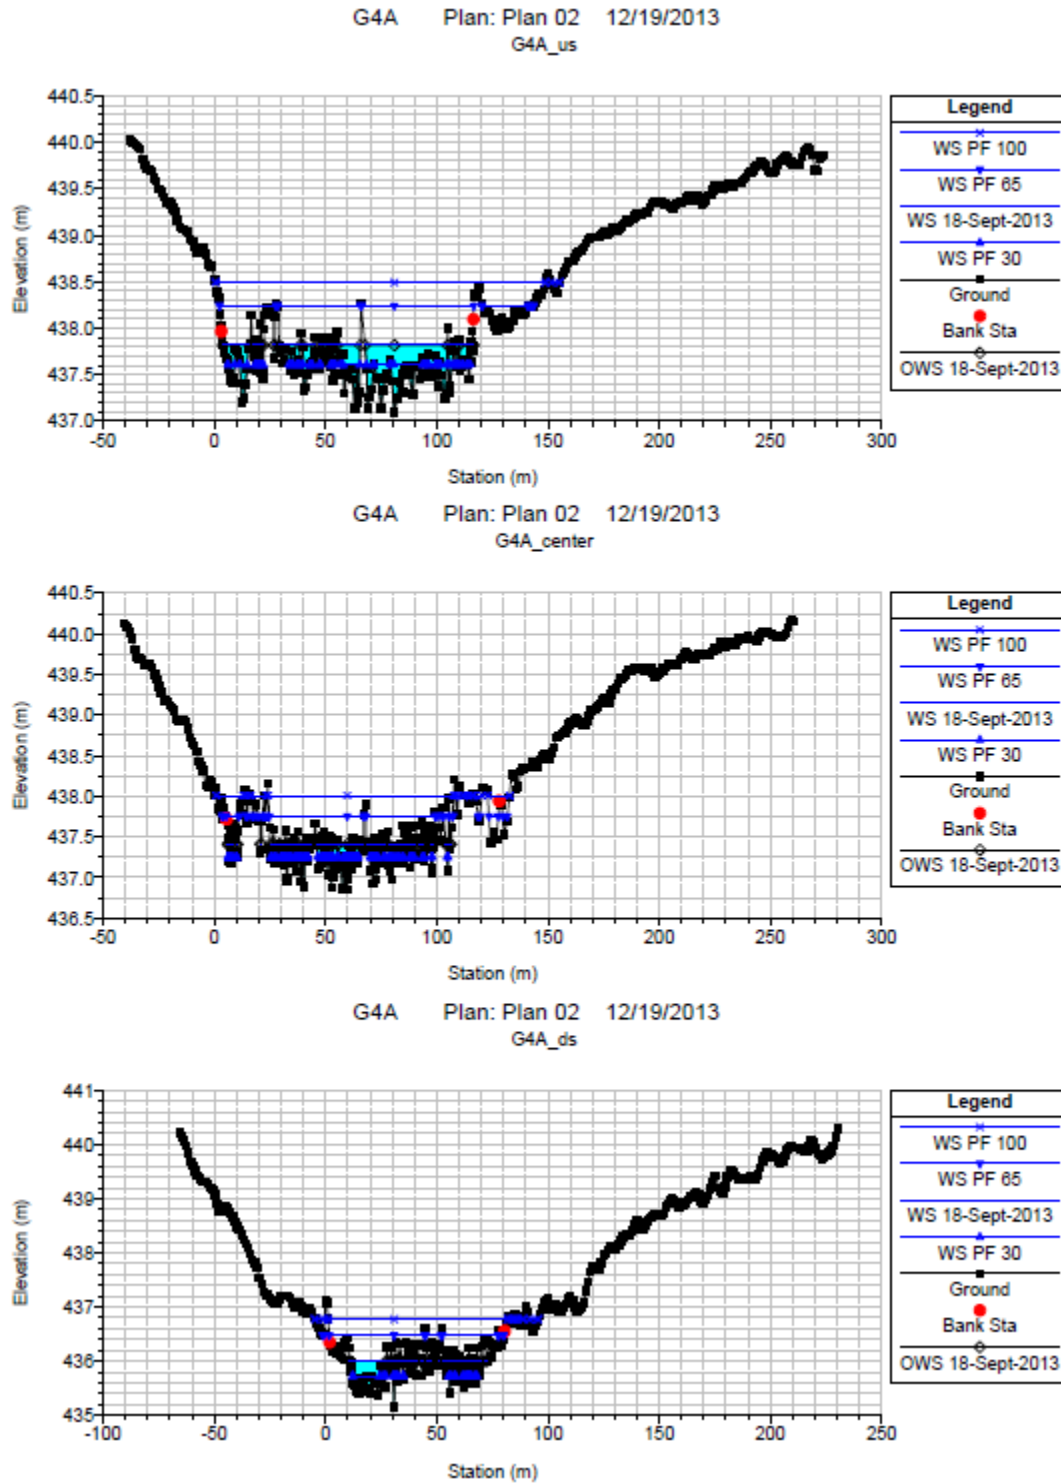 G4A Plan: Plan 02 12/19/2013
G4A_us
Elevation (m)
440.5
440.0
439.5
439.0
438.5
438.0
437.5
437.0
-50 0 50 100 150 200 250 300
Station (m)
Legend
WS PF 100
WS PF 65
WS 18-Sept-2013
WS PF 30
Ground
Bank Sta
OWS 18-Sept-2013
G4A Plan: Plan 02 12/19/2013
G4A_center
Elevation (m)
440.5
440.0
439.5
439.0
438.5
438.0
437.5
437.0
436.5
-50 0 50 100 150 200 250 300
Station (m)
Legend
WS PF 100
WS PF 65
WS 18-Sept-2013
WS PF 30
Ground
Bank Sta
OWS 18-Sept-2013
G4A Plan: Plan 02 12/19/2013
G4A_ds
Elevation (m)
441
440
439
438
437
436
435
-100 -50 0 50 100 150 200 250
Station (m)
Legend
WS PF 100
WS PF 65
WS 18-Sept-2013
WS PF 30
Ground
Bank Sta
OWS 18-Sept-2013